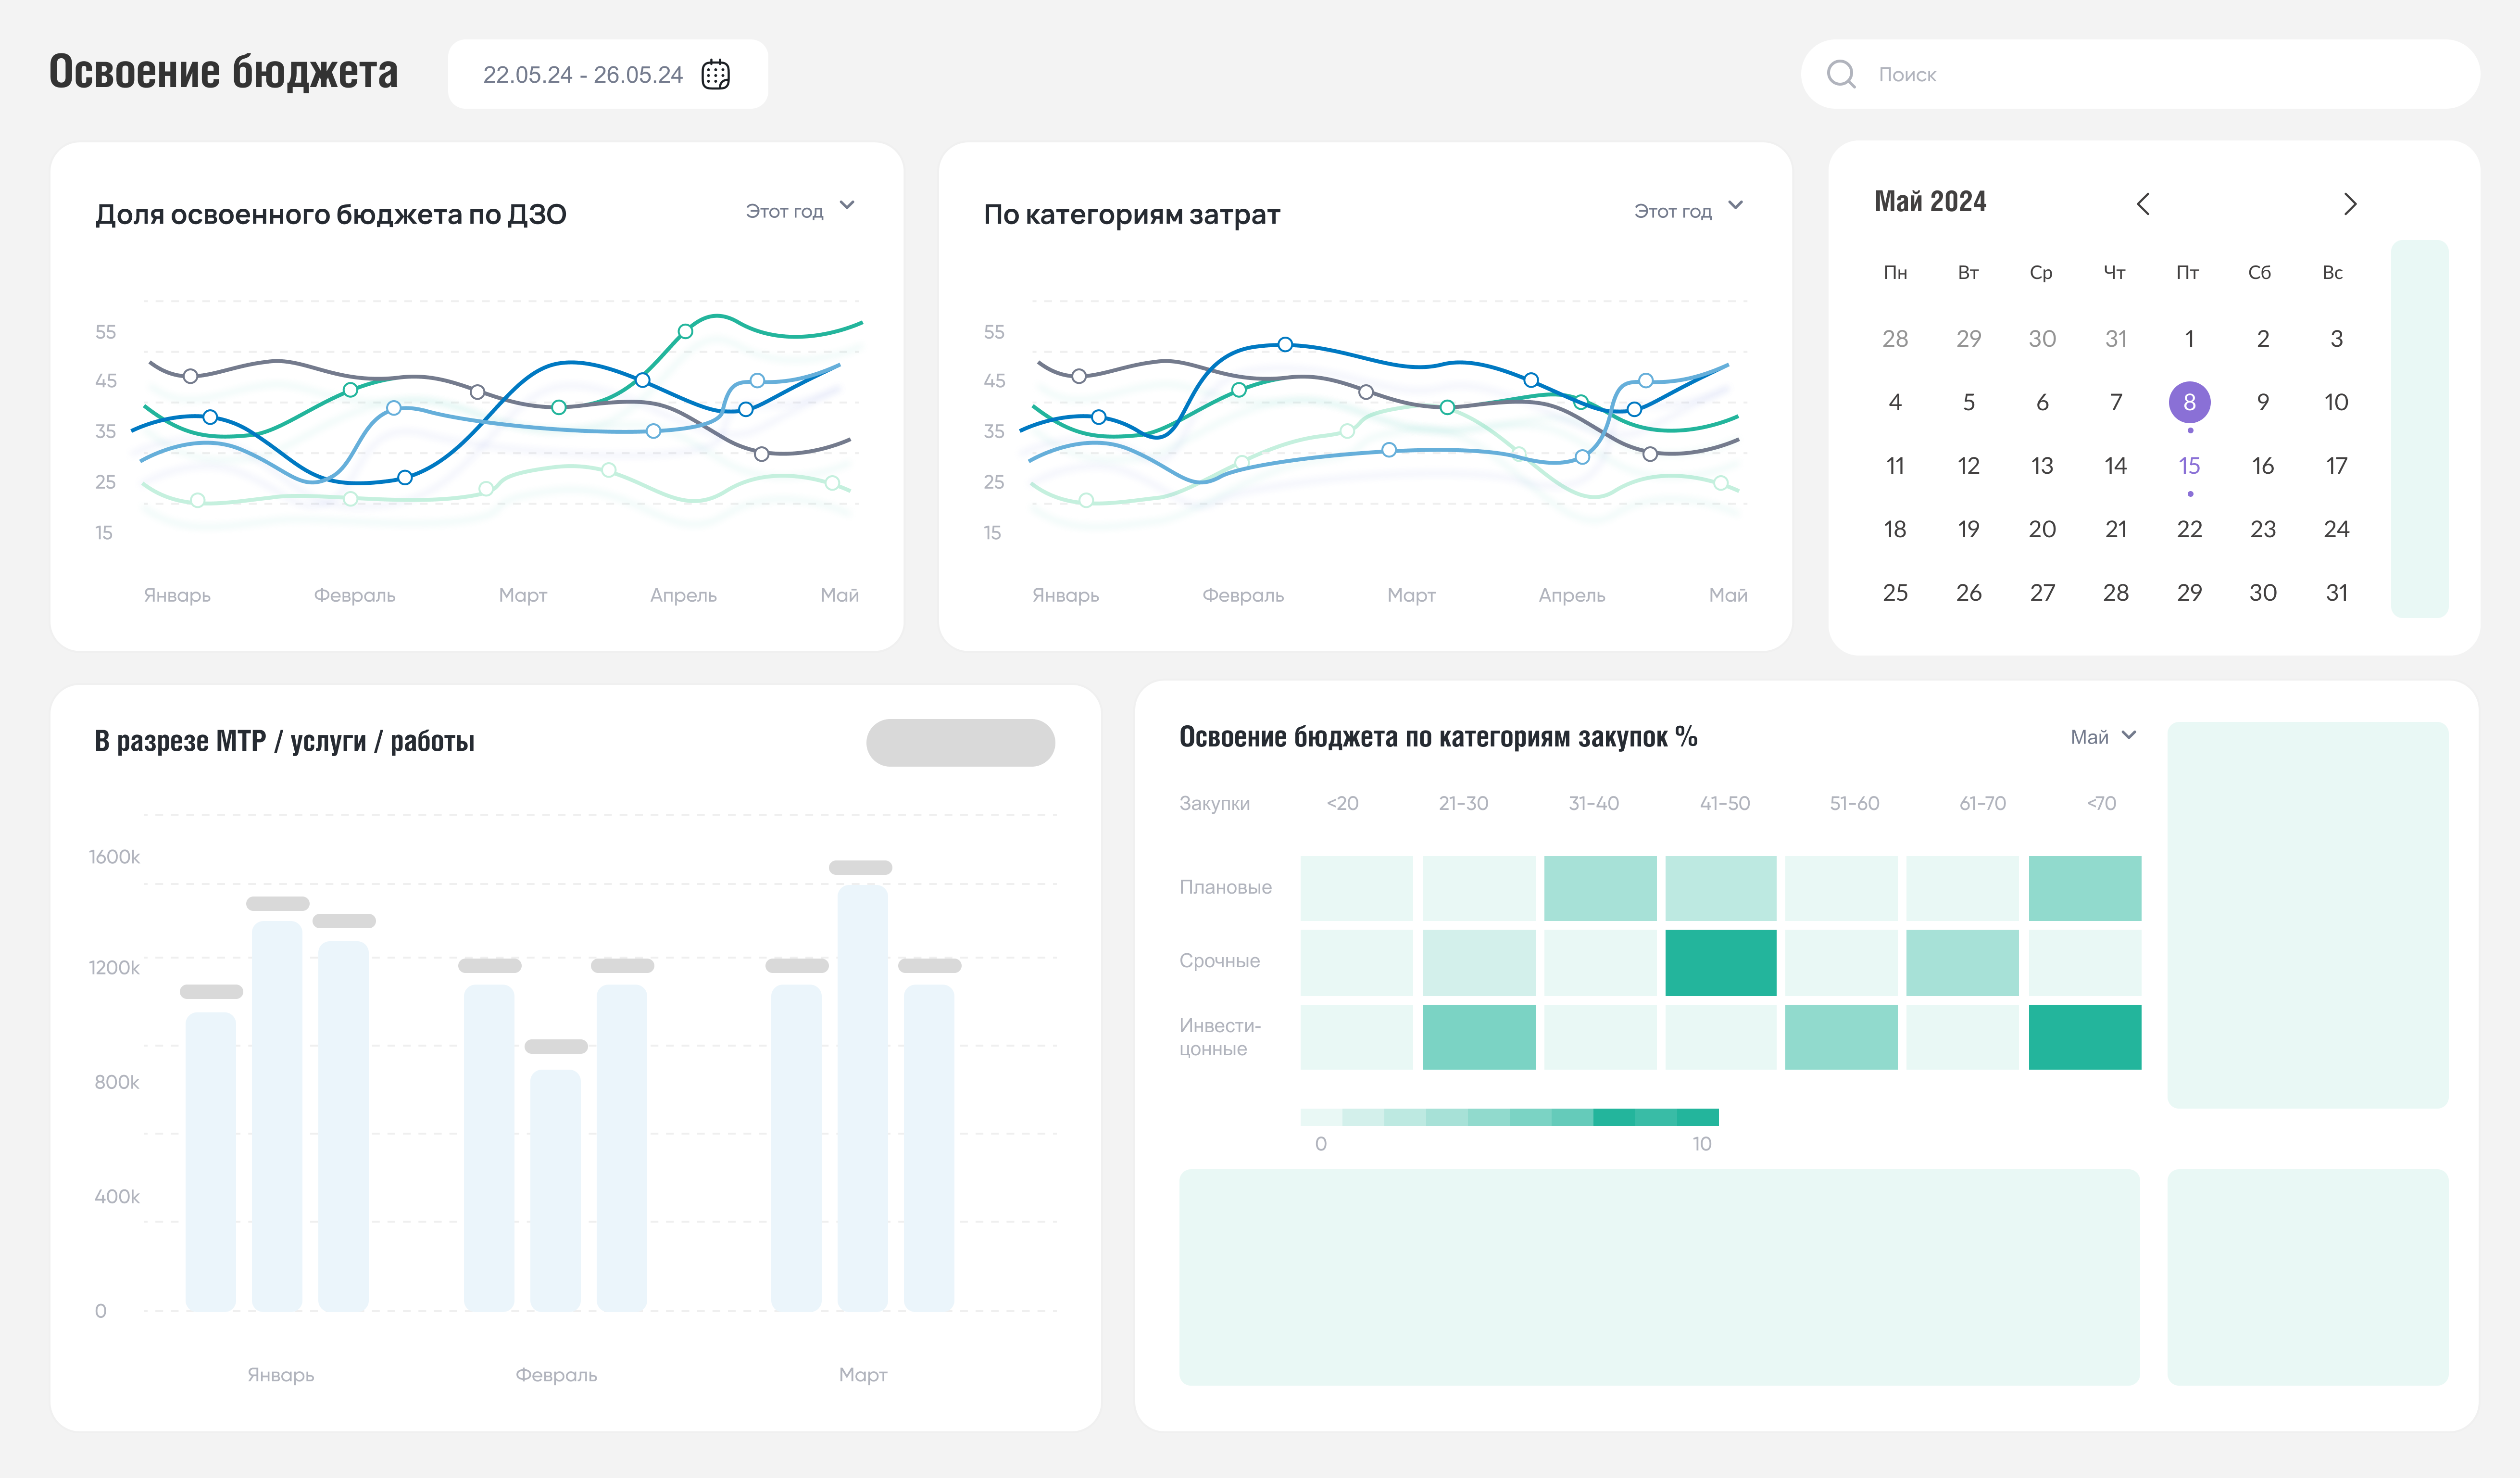 Освоение бюджета
22.05.24 - 26.05.24
Поиск
Доля освоенного бюджета по ДЗО
Этот год
55
45
35
25
15
Январь Февраль Март Апрель Май
По категориям затрат
Этот год
55
45
35
25
15
Январь Февраль Март Апрель Май
Май 2024
Пн Вт Ср Чт Пт Сб Вс
28 29 30 31 1 2 3
4 5 6 7 8 9 10
11 12 13 14 15 16 17
18 19 20 21 22 23 24
25 26 27 28 29 30 31
В разрезе МТР / услуги / работы
1600k
1200k
800k
400k
0
Январь Февраль Март
Освоение бюджета по категориям закупок %
Май
Закупки <20 21-30 31-40 41-50 51-60 61-70 <70
Плановые
Срочные
Инвести-
цонные
0 10